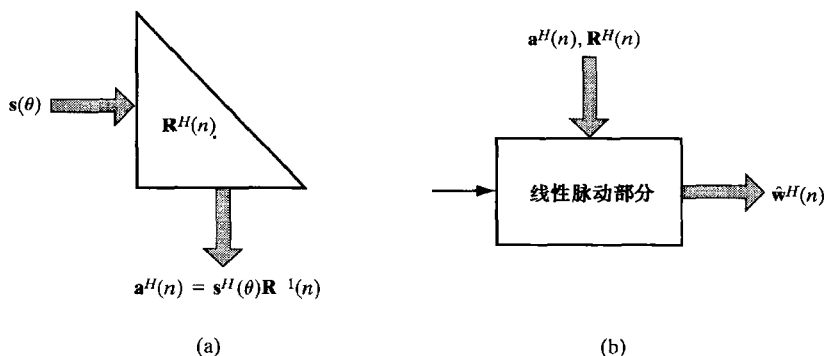 s(θ)
R^H(n)
a^H(n) = s^H(θ)R^-1(n)
(a)
a^H(n), R^H(n)
线性脉动部分
ŵ^H(n)
(b)